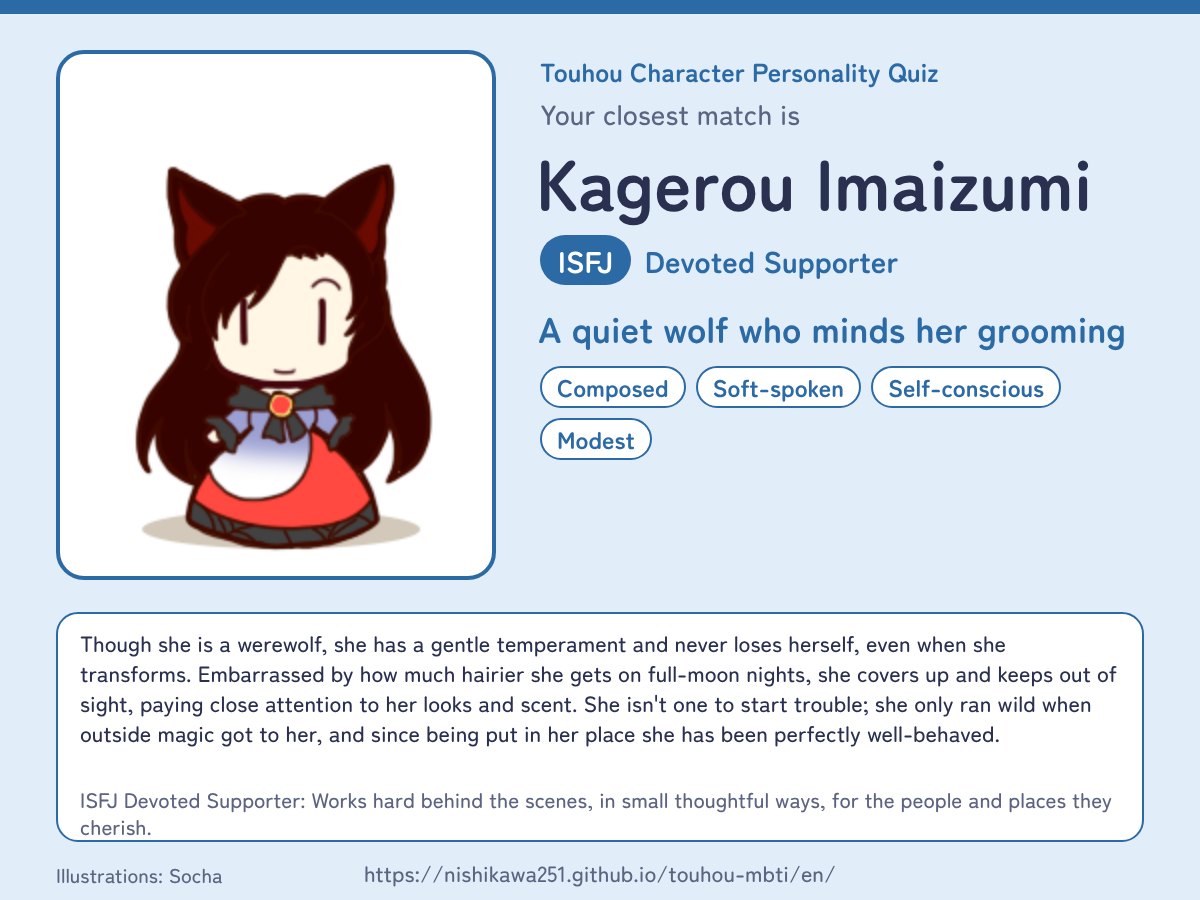 Touhou Character Personality Quiz
Your closest match is
Kagerou Imaizumi
ISFJ Devoted Supporter
A quiet wolf who minds her grooming
Composed Soft-spoken Self-conscious
Modest
Though she is a werewolf, she has a gentle temperament and never loses herself, even when she
transforms. Embarrassed by how much hairier she gets on full-moon nights, she covers up and keeps out of
sight, paying close attention to her looks and scent. She isn't one to start trouble; she only ran wild when
outside magic got to her, and since being put in her place she has been perfectly well-behaved.
ISFJ Devoted Supporter: Works hard behind the scenes, in small thoughtful ways, for the people and places they
cherish.
Illustrations: Socha
https://nishikawa251.github.io/touhou-mbti/en/